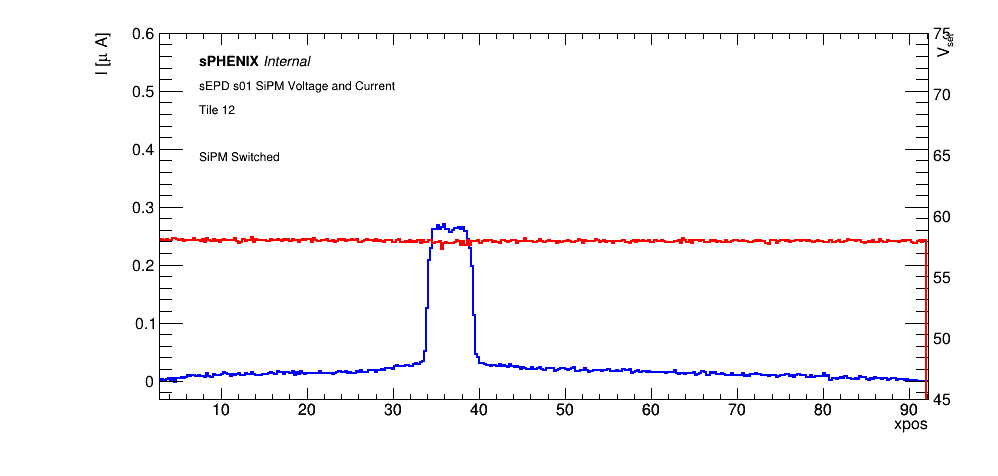 I [μ A]
0.6
0.5
0.4
0.3
0.2
0.1
0
sPHENIX Internal
sEPD s01 SiPM Voltage and Current
Tile 12
SiPM Switched
75
V set
70
65
60
55
50
45
10 20 30 40 50 60 70 80 90
xpos